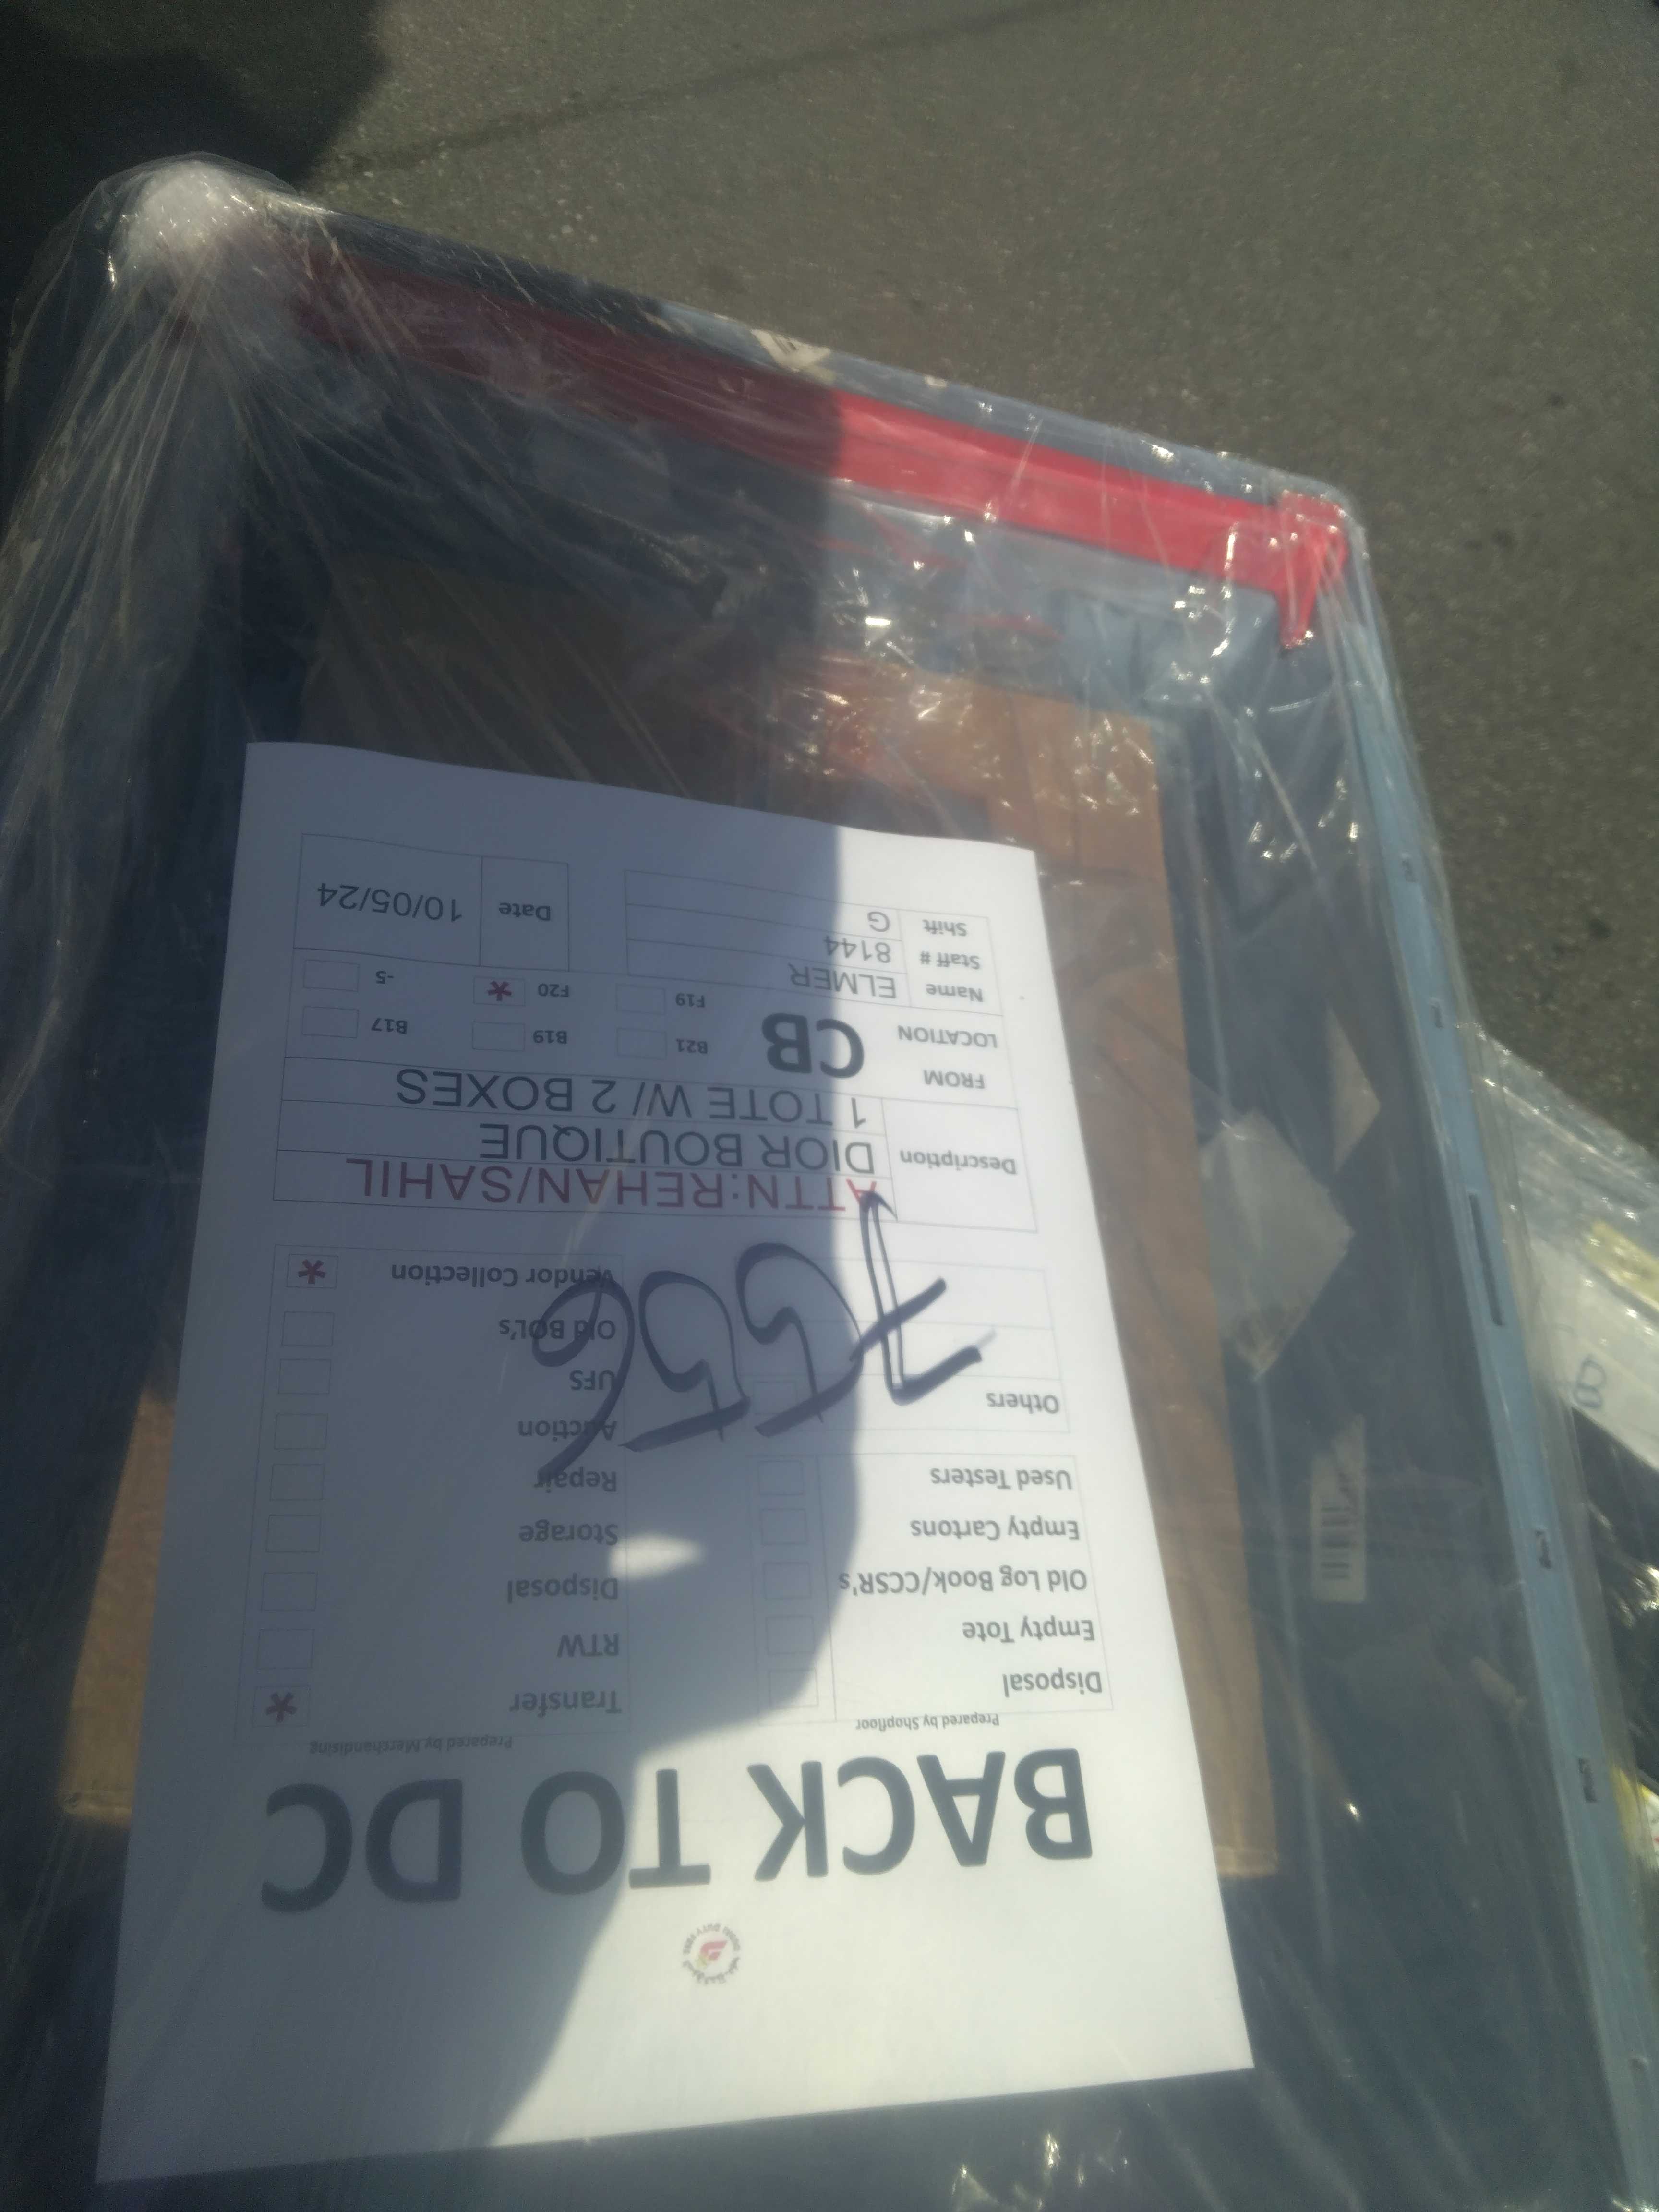 BACK TO DC
Prepared by Shopfloor
Prepared by Merchandising
Disposal
Empty Tote
Old Log Book/CCSR's
Empty Cartons
Used Testers
Others
Transfer *
RTW
Disposal
Storage
Repair
Auction
UFS
Old BOL's
Vendor Collection *
7556
Description
ATTN:REHAN/SAHIL
DIOR BOUTIQUE
1 TOTE W/ 2 BOXES
FROM
LOCATION
CB
B21 B19 B17
F19 F20 * -5
Name ELMER
Staff # 8144
Shift G
Date 10/05/24
B